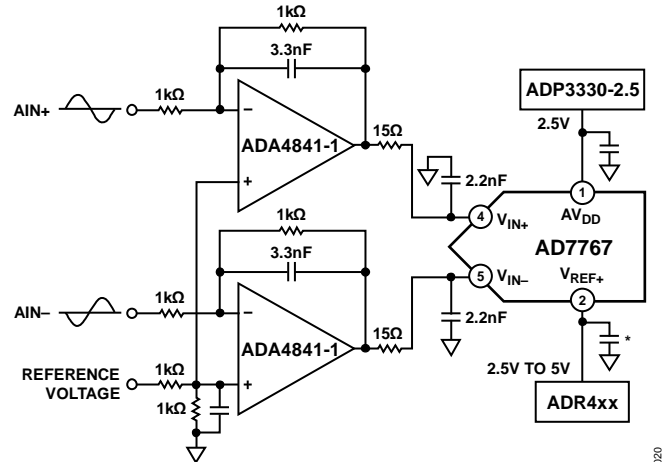 1kΩ
3.3nF
AIN+
1kΩ
−
ADA4841-1
+
15Ω
ADP3330-2.5
2.5V
2.2nF
1
AVDD
4
VIN+
AD7767
5
VIN−
VREF+
2
1kΩ
3.3nF
AIN−
1kΩ
−
ADA4841-1
+
15Ω
2.2nF
*
2.5V TO 5V
ADR4xx
REFERENCE
VOLTAGE
1kΩ
1kΩ
020